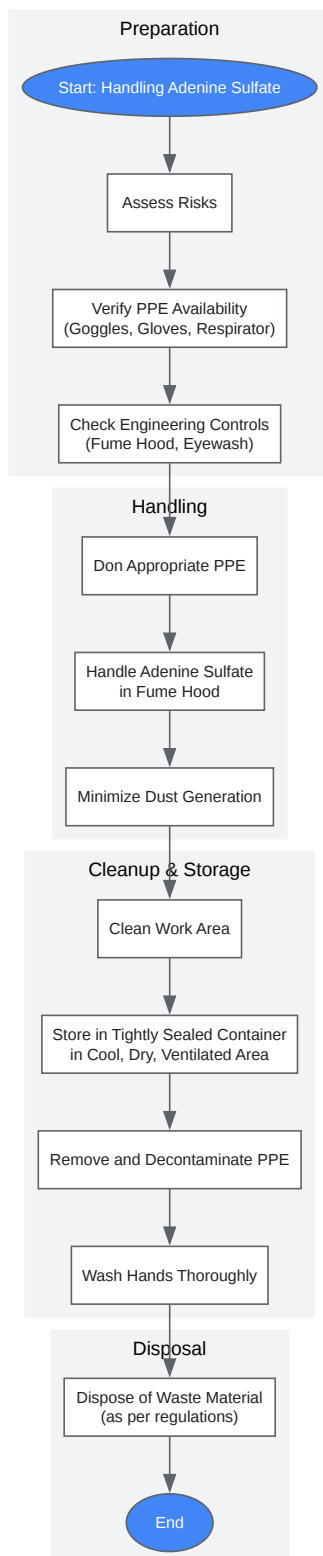 Preparation
Start: Handling Adenine Sulfate
Assess Risks
Verify PPE Availability
(Goggles, Gloves, Respirator)
Check Engineering Controls
(Fume Hood, Eyewash)
Handling
Don Appropriate PPE
Handle Adenine Sulfate
in Fume Hood
Minimize Dust Generation
Cleanup & Storage
Clean Work Area
Store in Tightly Sealed Container
in Cool, Dry, Ventilated Area
Remove and Decontaminate PPE
Wash Hands Thoroughly
Disposal
Dispose of Waste Material
(as per regulations)
End